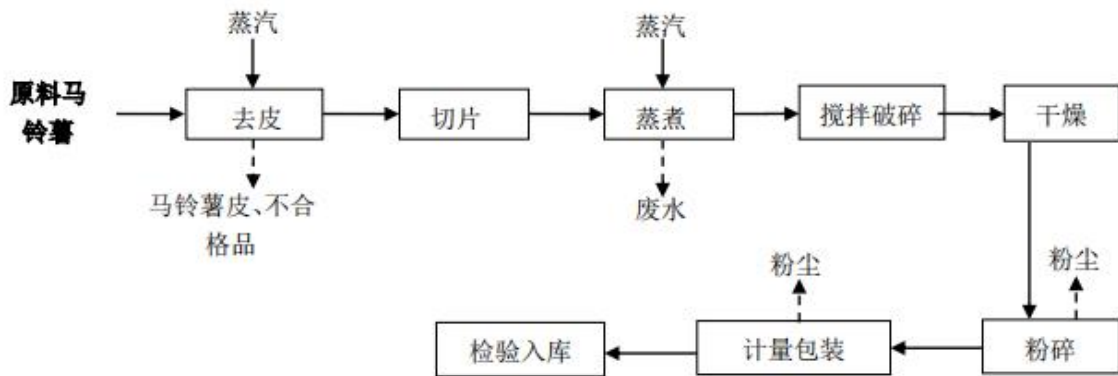 蒸汽
蒸汽
原料马
铃薯
去皮
切片
蒸煮
搅拌破碎
干燥
马铃薯皮、不合
格品
废水
粉尘
粉尘
检验入库
计量包装
粉碎